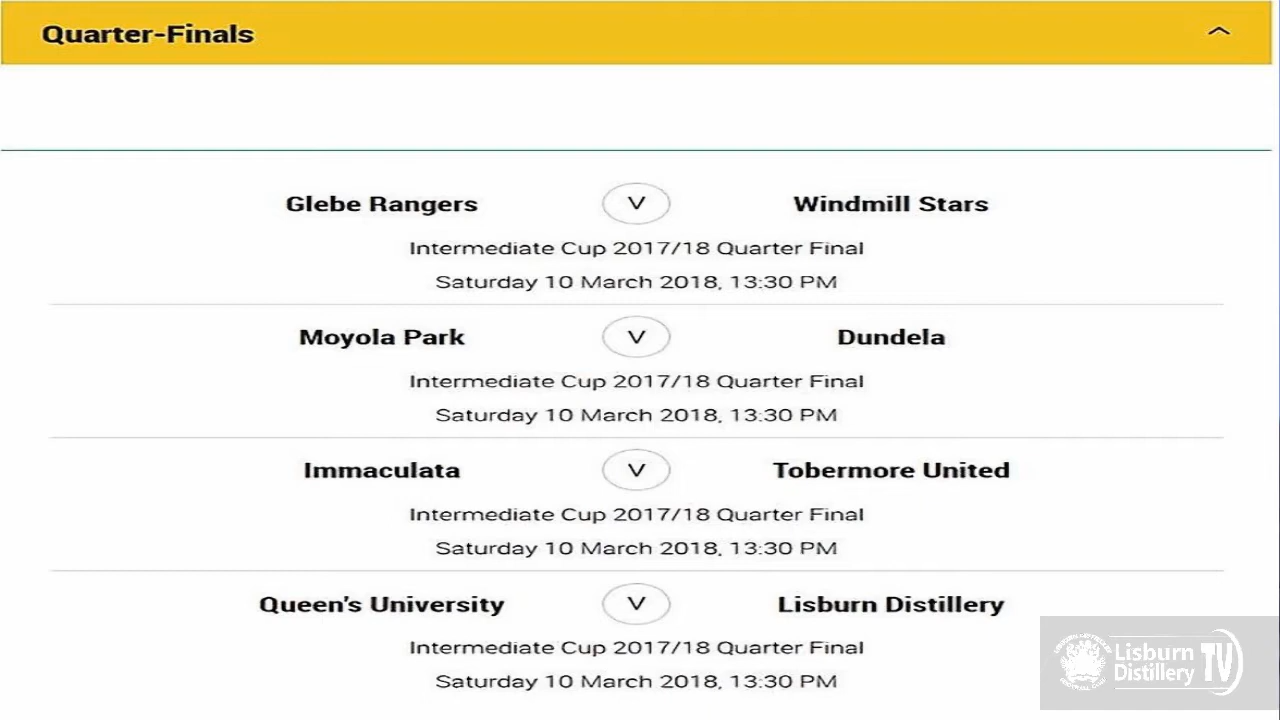 Quarter-Finals
Glebe Rangers V Windmill Stars
Intermediate Cup 2017/18 Quarter Final
Saturday 10 March 2018, 13:30 PM
Moyola Park V Dundela
Intermediate Cup 2017/18 Quarter Final
Saturday 10 March 2018, 13:30 PM
Immaculata V Tobermore United
Intermediate Cup 2017/18 Quarter Final
Saturday 10 March 2018, 13:30 PM
Queen's University V Lisburn Distillery
Intermediate Cup 2017/18 Quarter Final
Saturday 10 March 2018, 13:30 PM
Lisburn
Distillery TV